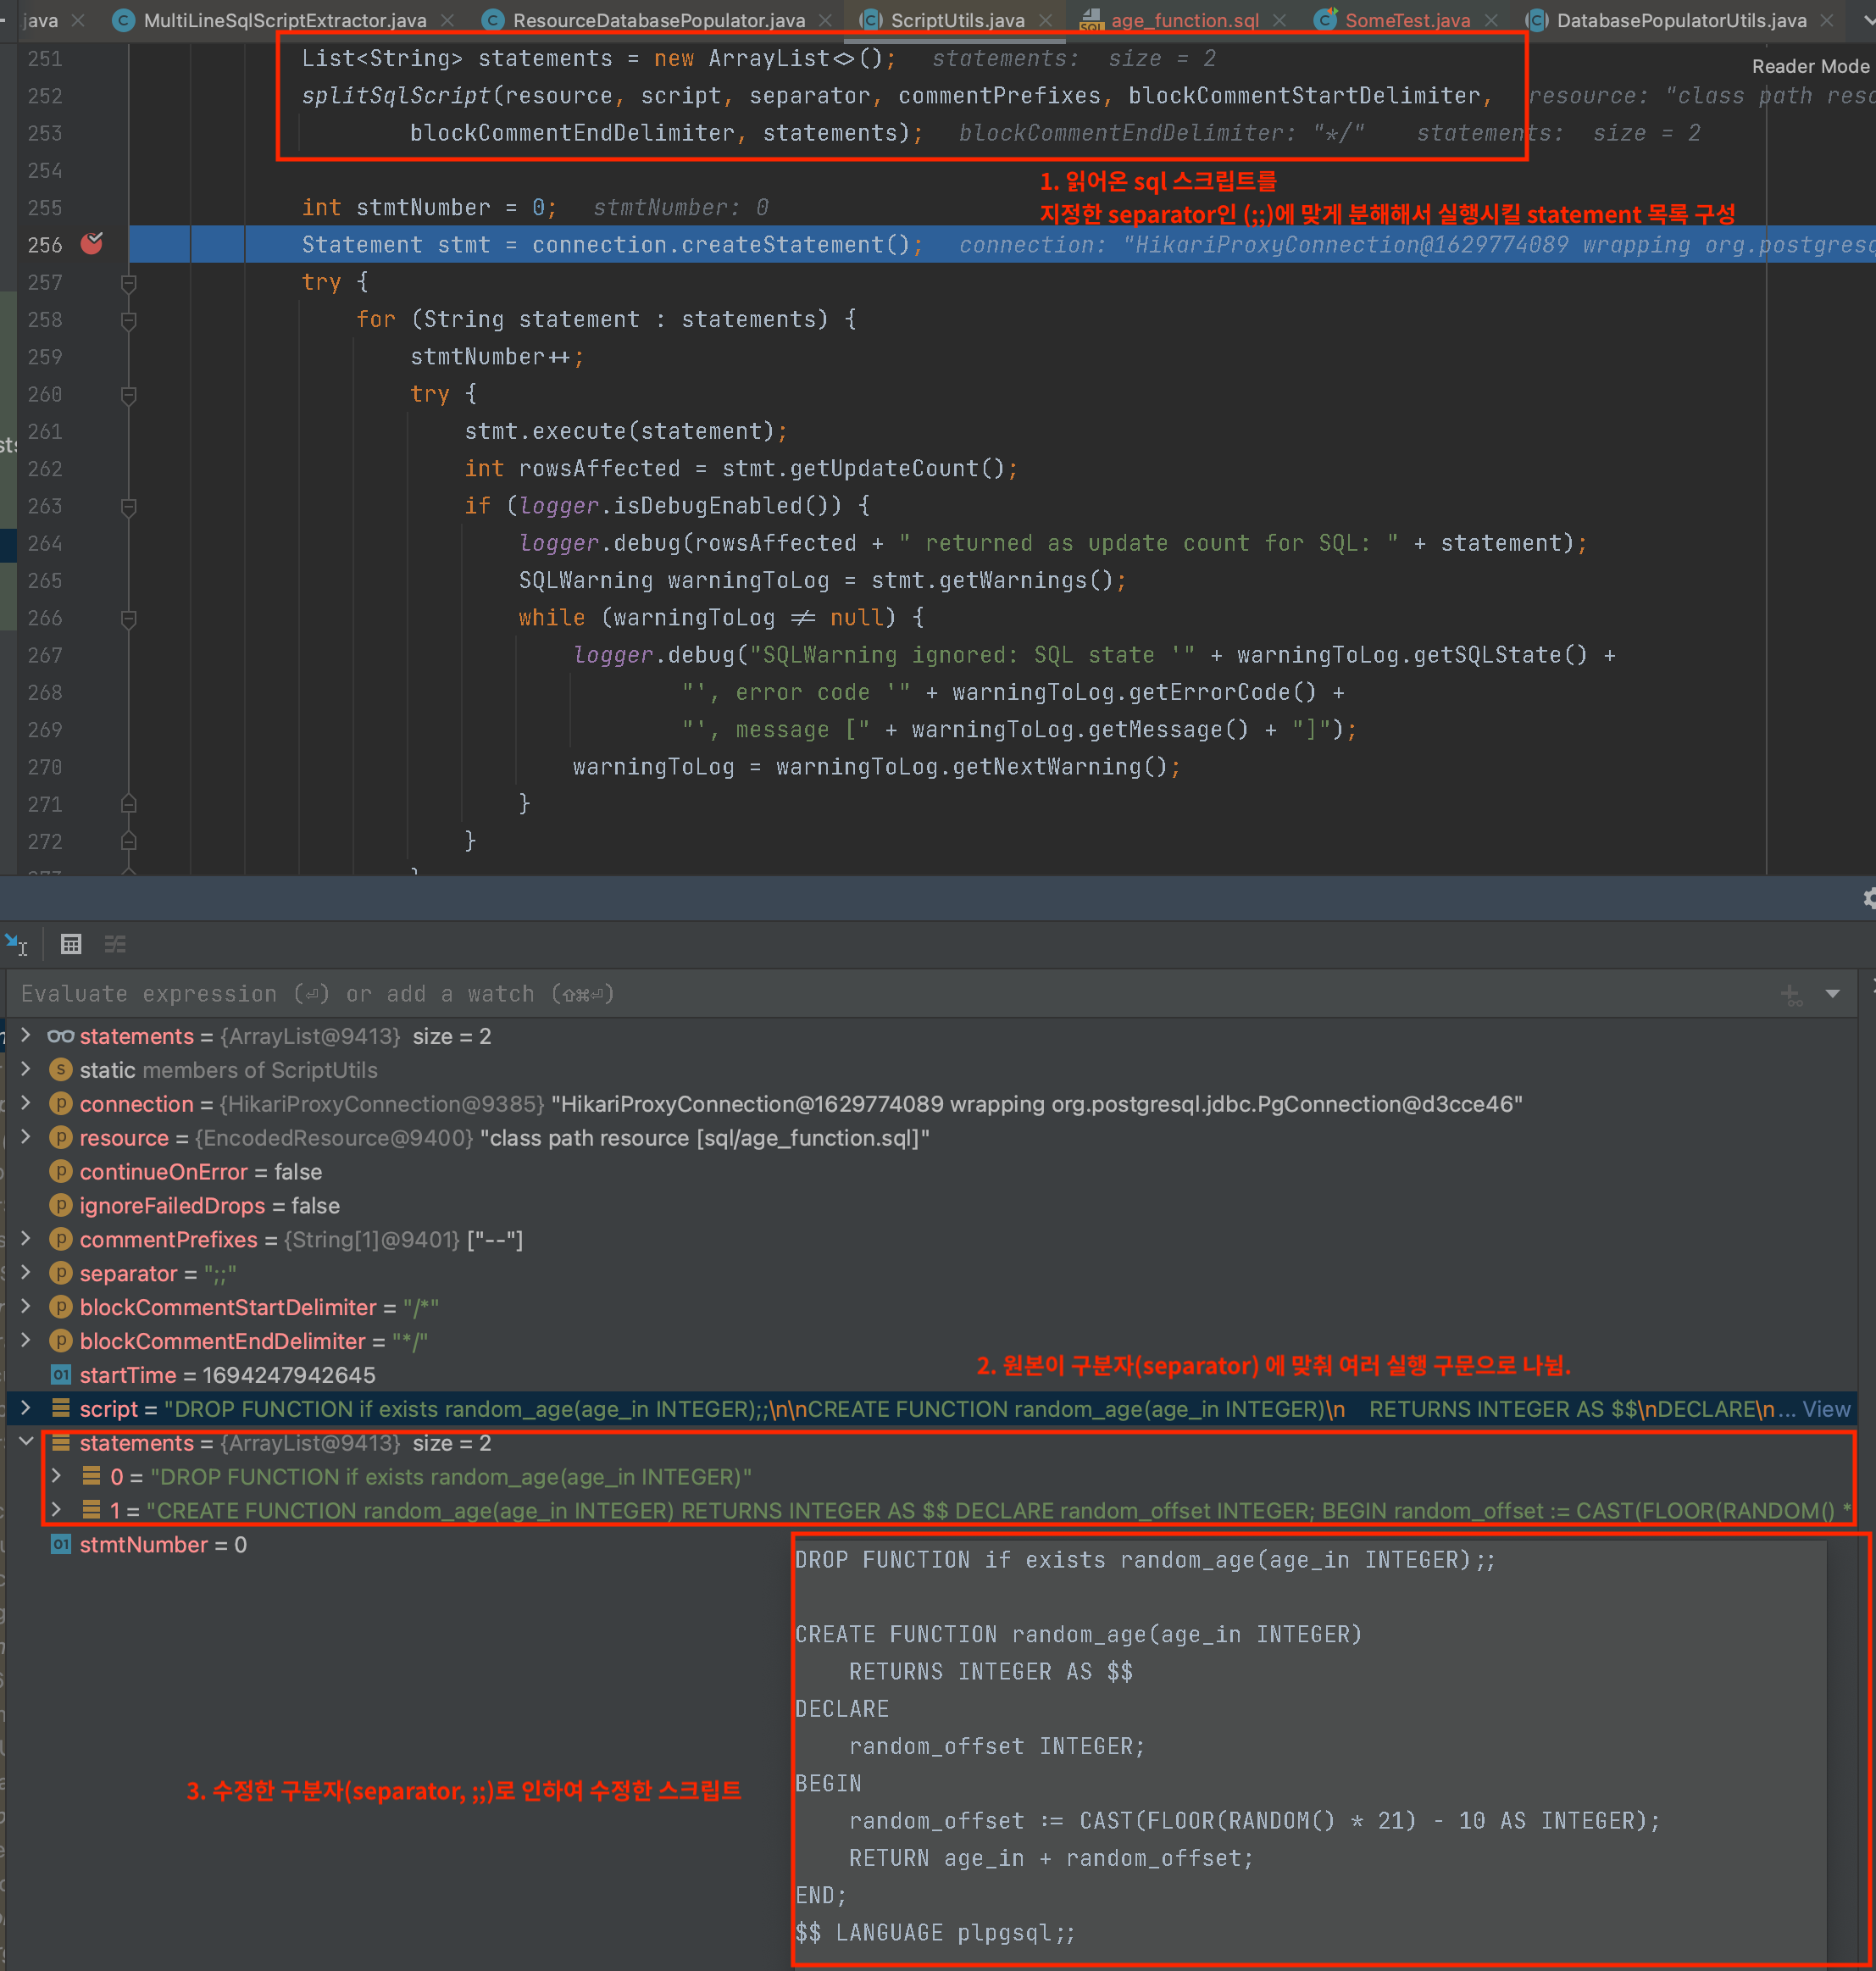 java MultiLineSqlScriptExtractor.java ResourceDatabasePopulator.java ScriptUtils.java age_function.sql SomeTest.java DatabasePopulatorUtils.java
251 List<String> statements = new ArrayList<>(); statements: size = 2
Reader Mode
252 splitSqlScript(resource, script, separator, commentPrefixes, blockCommentStartDelimiter, resource: "class path reso
253 blockCommentEndDelimiter, statements); blockCommentEndDelimiter: "*/" statements: size = 2
254
1. 읽어온 sql 스크립트를
지정한 separator인 (;;)에 맞게 분해해서 실행시킬 statement 목록 구성
255 int stmtNumber = 0; stmtNumber: 0
256 Statement stmt = connection.createStatement(); connection: "HikariProxyConnection@1629774089 wrapping org.postgresq
257 try {
258 for (String statement : statements) {
259 stmtNumber++;
260 try {
261 stmt.execute(statement);
262 int rowsAffected = stmt.getUpdateCount();
263 if (logger.isDebugEnabled()) {
264 logger.debug(rowsAffected + " returned as update count for SQL: " + statement);
265 SQLWarning warningToLog = stmt.getWarnings();
266 while (warningToLog != null) {
267 logger.debug("SQLWarning ignored: SQL state '" + warningToLog.getSQLState() +
268 "', error code '" + warningToLog.getErrorCode() +
269 "', message [" + warningToLog.getMessage() + "]");
270 warningToLog = warningToLog.getNextWarning();
271 }
272 }
Evaluate expression (⏎) or add a watch (⇧⌘⏎)
statements = {ArrayList@9413} size = 2
static members of ScriptUtils
connection = {HikariProxyConnection@9385} "HikariProxyConnection@1629774089 wrapping org.postgresql.jdbc.PgConnection@d3cce46"
resource = {EncodedResource@9400} "class path resource [sql/age_function.sql]"
continueOnError = false
ignoreFailedDrops = false
commentPrefixes = {String[1]@9401} ["--"]
separator = ";;"
blockCommentStartDelimiter = "/*"
blockCommentEndDelimiter = "*/"
startTime = 1694247942645
2. 원본이 구분자(separator) 에 맞춰 여러 실행 구문으로 나뉨.
script = "DROP FUNCTION if exists random_age(age_in INTEGER);;\n\nCREATE FUNCTION random_age(age_in INTEGER)\n RETURNS INTEGER AS $$\nDECLARE\n... View
statements = {ArrayList@9413} size = 2
0 = "DROP FUNCTION if exists random_age(age_in INTEGER)"
1 = "CREATE FUNCTION random_age(age_in INTEGER) RETURNS INTEGER AS $$ DECLARE random_offset INTEGER; BEGIN random_offset := CAST(FLOOR(RANDOM() *
stmtNumber = 0
DROP FUNCTION if exists random_age(age_in INTEGER);;
CREATE FUNCTION random_age(age_in INTEGER)
RETURNS INTEGER AS $$
DECLARE
random_offset INTEGER;
BEGIN
3. 수정한 구분자(separator, ;;)로 인하여 수정한 스크립트
random_offset := CAST(FLOOR(RANDOM() * 21) - 10 AS INTEGER);
RETURN age_in + random_offset;
END;
$$ LANGUAGE plpgsql;;